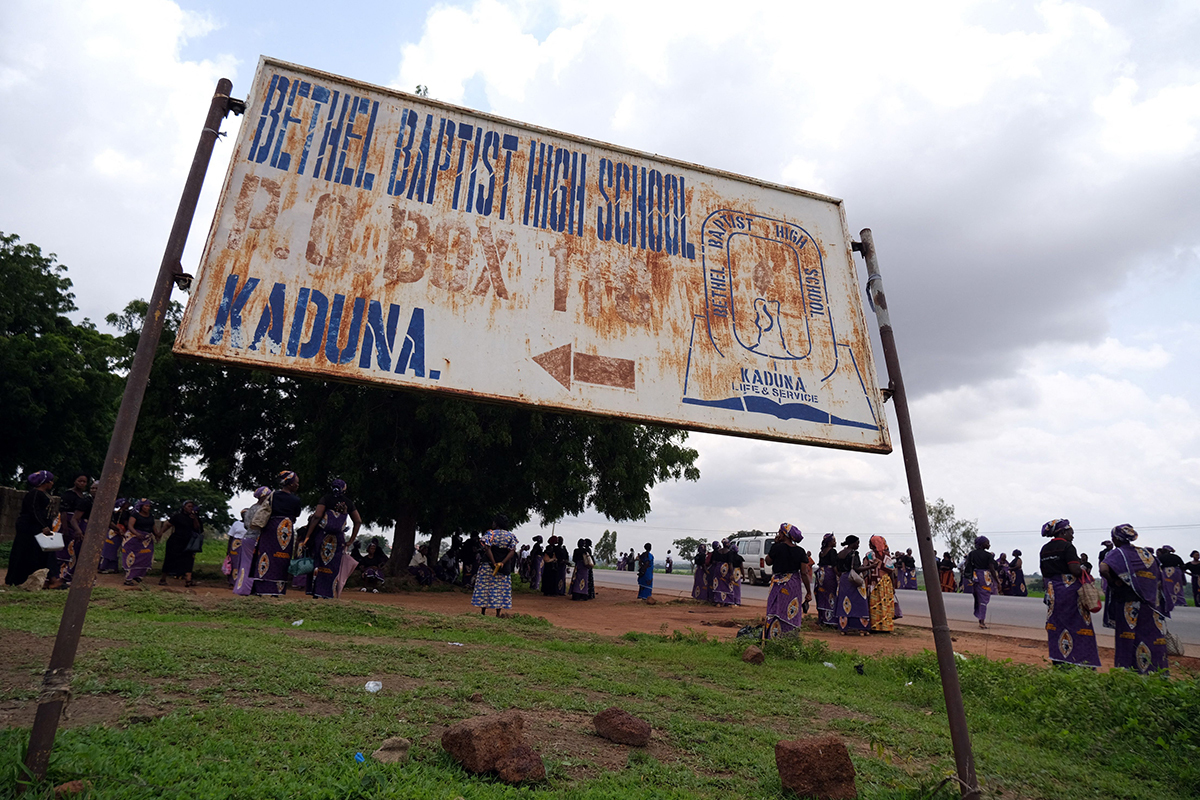 BETHEL BAPTIST HIGH SCHOOL
P.O. BOX
KADUNA.
BETHEL BAPTIST HIGH SCHOOL
KADUNA
LIFE & SERVICE